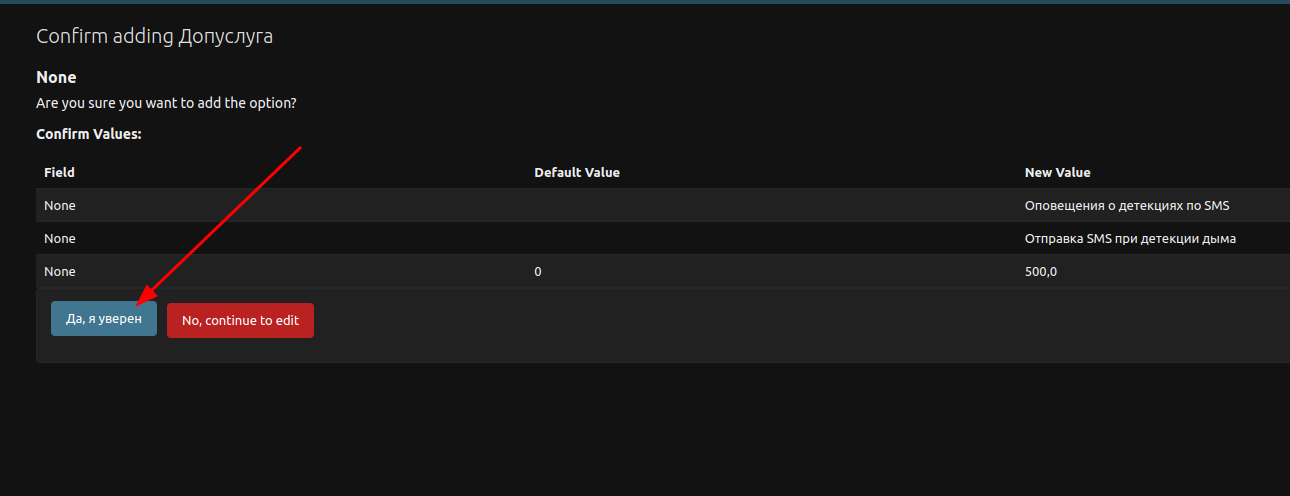 Confirm adding Допуслуга
None
Are you sure you want to add the option?
Confirm Values:
Field Default Value New Value
None Оповещения о детекциях по SMS
None Отправка SMS при детекции дыма
None 0 500,0
Да, я уверен No, continue to edit